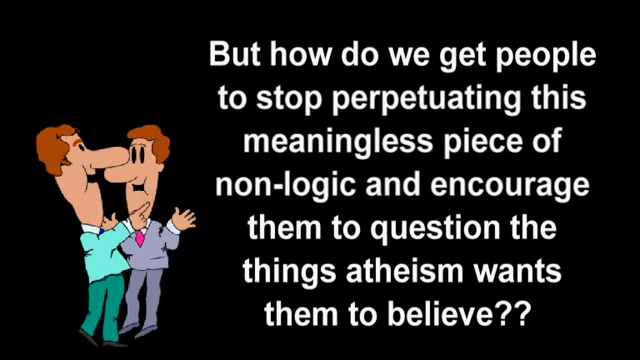 But how do we get people
to stop perpetuating this
meaningless piece of
non-logic and encourage
them to question the
things atheism wants
them to believe??